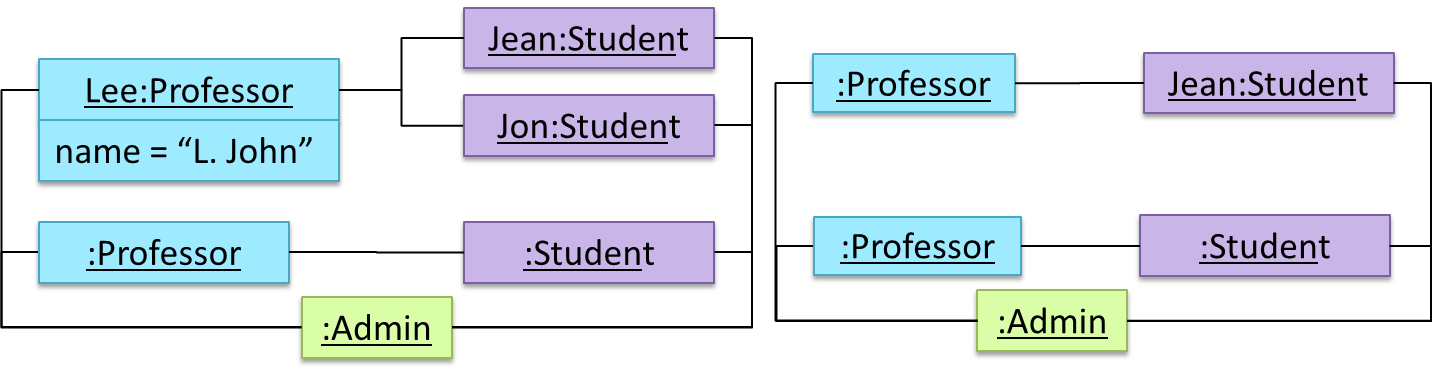 Jean:Student
Lee:Professor
Jon:Student
name = “L. John”
:Professor
:Student
:Admin
:Professor
Jean:Student
:Professor
:Student
:Admin